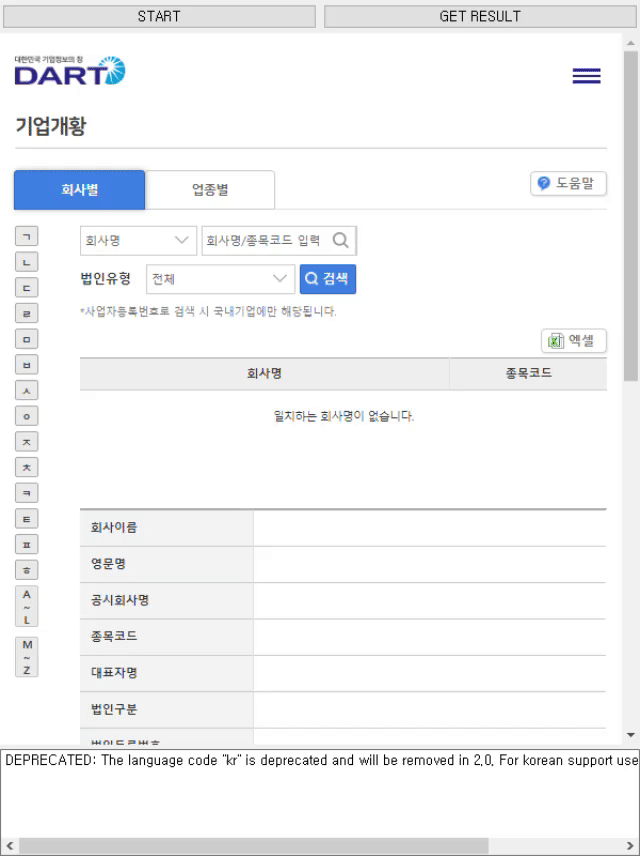 START GET RESULT
대한민국 기업정보의 창
DART
기업개황
회사별 업종별 도움말
ㄱ
ㄴ
ㄷ
ㄹ
ㅁ
ㅂ
ㅅ
ㅇ
ㅈ
ㅊ
ㅋ
ㅌ
ㅍ
ㅎ
A
~
L
M
~
Z
회사명 회사명/종목코드 입력
법인유형 전체 검색
*사업자등록번호로 검색 시 국내기업에만 해당됩니다.
엑셀
회사명 종목코드
일치하는 회사명이 없습니다.
회사이름
영문명
공시회사명
종목코드
대표자명
법인구분
법인등록번호
DEPRECATED: The language code "kr" is deprecated and will be removed in 2.0. For korean support use